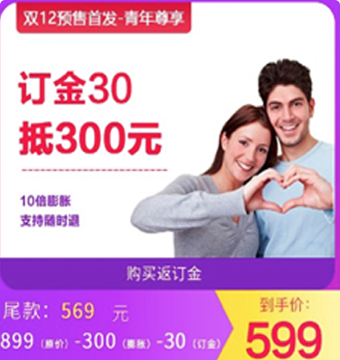 双12预售首发-青年尊享
订金30
抵300元
10倍膨胀
支持随时退
购买返订金
尾款：569 元
到手价：
899（原价）-300（膨胀）-30（订金）
599